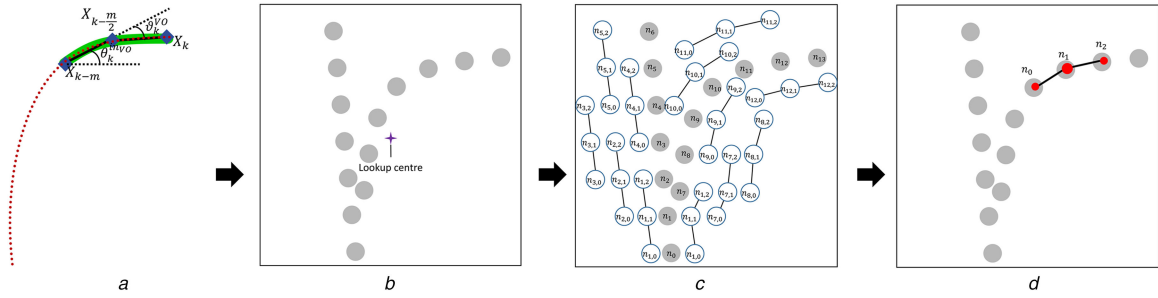 X_{k-m/2}
ϑ_k^{VO}
X_k
θ_k^{thVO}
X_{k-m}
a
Lookup centre
b
n_{11,2}
n_{5,2}
n_6
n_{11,1}
n_{11,0}
n_{10,2}
n_{13}
n_{12}
n_{5,1}
n_{4,2}
n_5
n_{10,1}
n_{11}
n_{10}
n_{9,2}
n_{12,1}
n_{12,2}
n_{12,0}
n_{3,2}
n_{5,0}
n_{4,1}
n_4
n_{10,0}
n_9
n_{9,1}
n_{8,2}
n_{3,1}
n_{2,2}
n_{4,0}
n_3
n_8
n_{9,0}
n_{7,2}
n_{8,1}
n_{3,0}
n_{2,1}
n_{1,2}
n_2
n_7
n_{1,2}
n_{7,1}
n_{8,0}
n_{2,0}
n_{1,1}
n_1
n_{1,1}
n_{7,0}
n_{1,0}
n_0
n_{1,0}
c
n_0
n_1
n_2
d